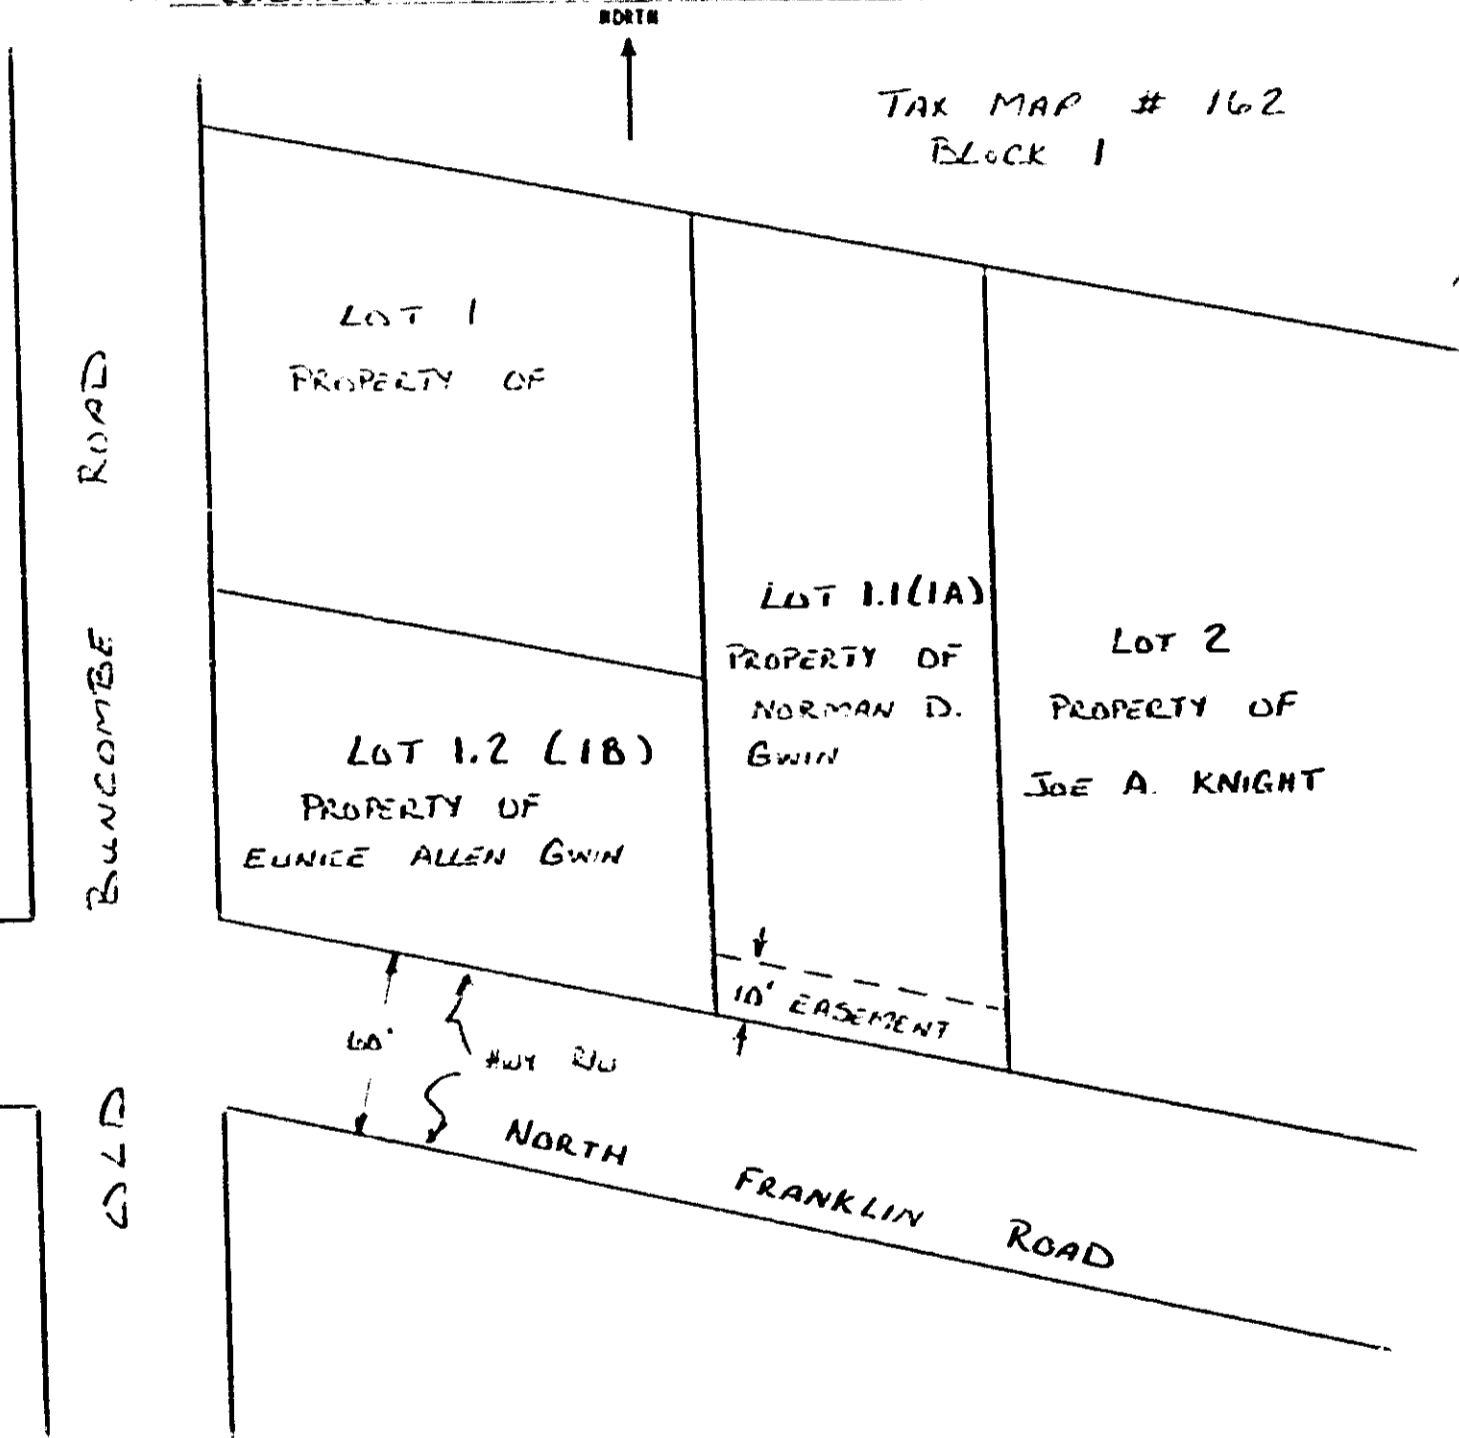 NORTH
TAX MAP # 162
BLOCK 1
LOT 1
PROPERTY OF
LOT 1.1(1A)
PROPERTY OF
NORMAN D.
GWIN
LOT 2
PROPERTY OF
JOE A. KNIGHT
LOT 1.2 (1B)
PROPERTY OF
EUNICE ALLEN GWIN
10' EASEMENT
60'
HWY R/W
NORTH FRANKLIN ROAD
OLD BUNCOMBE ROAD